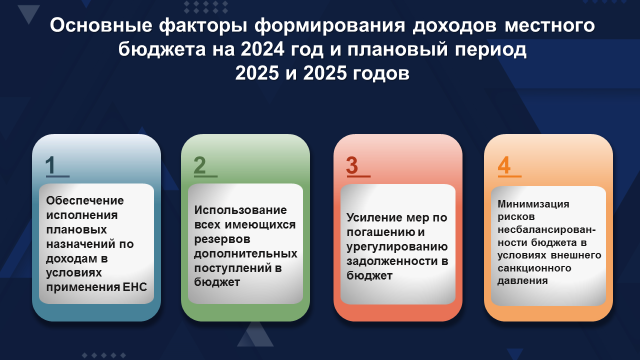 Основные факторы формирования доходов местного
бюджета на 2024 год и плановый период
2025 и 2025 годов
1
Обеспечение
исполнения
плановых
назначений по
доходам в
условиях
применения ЕНС
2
Использование
всех имеющихся
резервов
дополнительных
поступлений в
бюджет
3
Усиление мер по
погашению и
урегулированию
задолженности в
бюджет
4
Минимизация
рисков
несбалансирован-
ности бюджета в
условиях внешнего
санкционного
давления